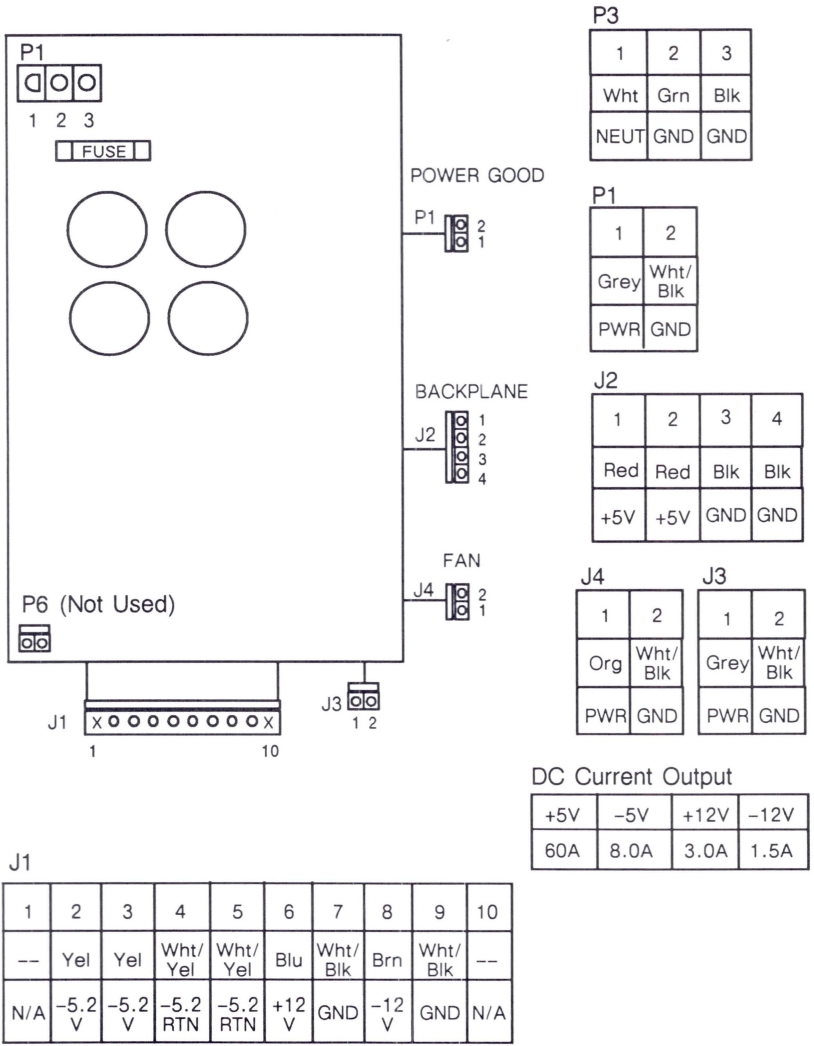 P1
1 2 3
FUSE
POWER GOOD
P1
2
1
BACKPLANE
J2
1
2
3
4
FAN
J4
2
1
P6 (Not Used)
J3
1 2
J1
X X
1 10
P3
1 2 3
Wht Grn Blk
NEUT GND GND
P1
1 2
Grey Wht/ Blk
PWR GND
J2
1 2 3 4
Red Red Blk Blk
+5V +5V GND GND
J4
1 2
Org Wht/ Blk
PWR GND
J3
1 2
Grey Wht/ Blk
PWR GND
DC Current Output
+5V −5V +12V −12V
60A 8.0A 3.0A 1.5A
J1
1 2 3 4 5 6 7 8 9 10
-- Yel Yel Wht/ Yel Wht/ Yel Blu Wht/ Blk Brn Wht/ Blk --
N/A −5.2 V −5.2 V −5.2 RTN −5.2 RTN +12 V GND −12 V GND N/A